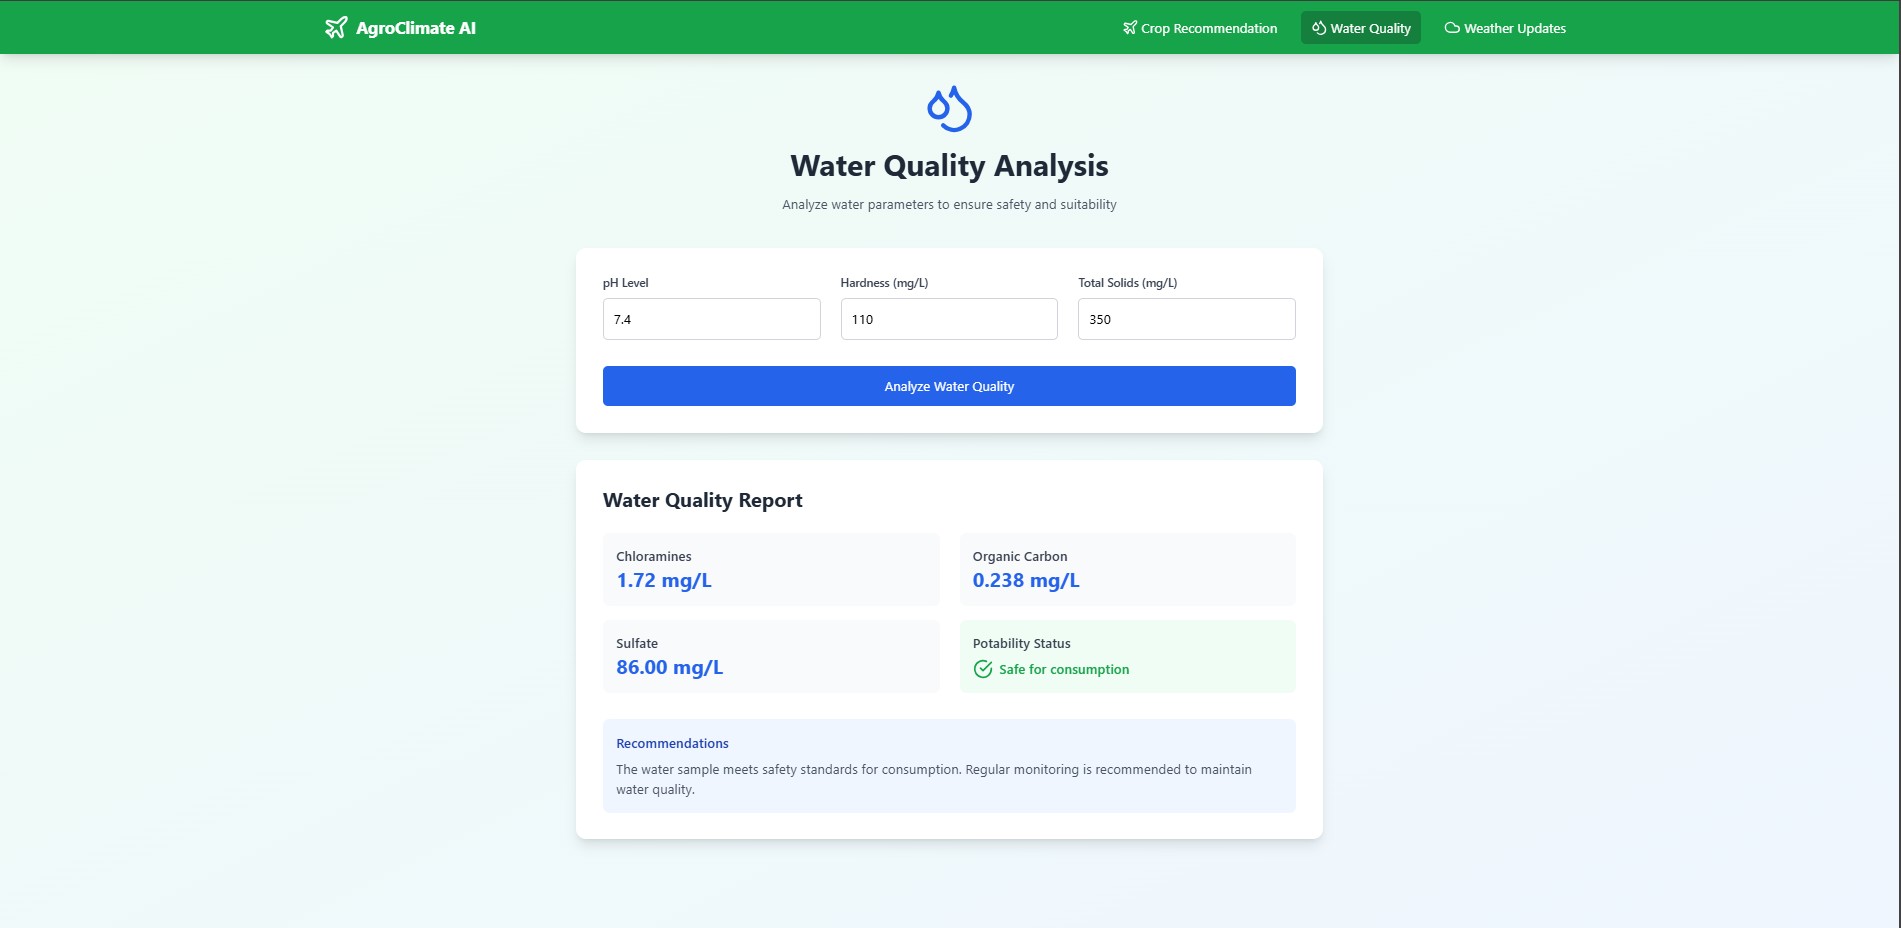 AgroClimate AI
Crop Recommendation
Water Quality
Weather Updates
Water Quality Analysis
Analyze water parameters to ensure safety and suitability
pH Level
Hardness (mg/L)
Total Solids (mg/L)
7.4
110
350
Analyze Water Quality
Water Quality Report
Chloramines
1.72 mg/L
Organic Carbon
0.238 mg/L
Sulfate
86.00 mg/L
Potability Status
Safe for consumption
Recommendations
The water sample meets safety standards for consumption. Regular monitoring is recommended to maintain
water quality.